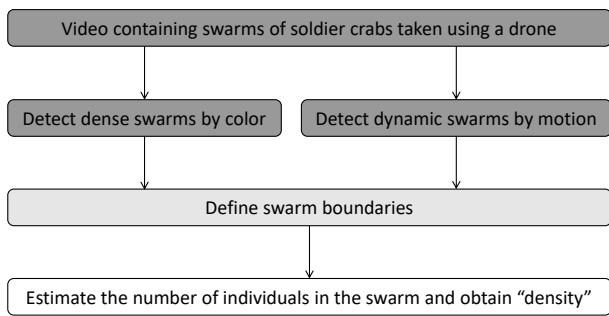 Video containing swarms of soldier crabs taken using a drone
Detect dense swarms by color
Detect dynamic swarms by motion
Define swarm boundaries
Estimate the number of individuals in the swarm and obtain “density”